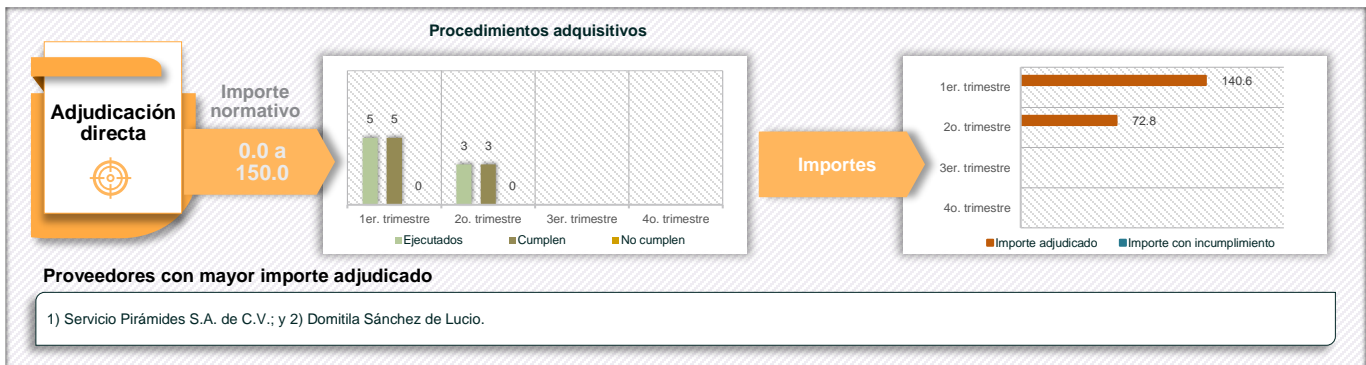 Procedimientos adquisitivos
Adjudicación
directa
Importe
normativo
0.0 a
150.0
5 5
0
3 3
0
1er. trimestre 2o. trimestre 3er. trimestre 4o. trimestre
Ejecutados Cumplen No cumplen
Importes
1er. trimestre 140.6
2o. trimestre 72.8
3er. trimestre
4o. trimestre
Importe adjudicado Importe con incumplimiento
Proveedores con mayor importe adjudicado
1) Servicio Pirámides S.A. de C.V.; y 2) Domitila Sánchez de Lucio.